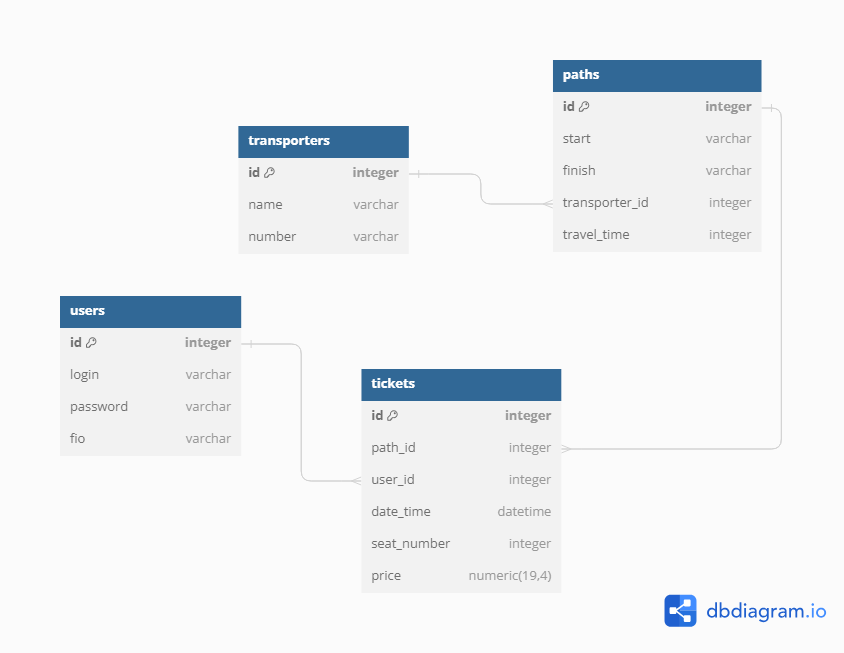 paths
id integer
start varchar
finish varchar
transporter_id integer
travel_time integer
transporters
id integer
name varchar
number varchar
users
id integer
login varchar
password varchar
fio varchar
tickets
id integer
path_id integer
user_id integer
date_time datetime
seat_number integer
price numeric(19,4)
dbdiagram.io